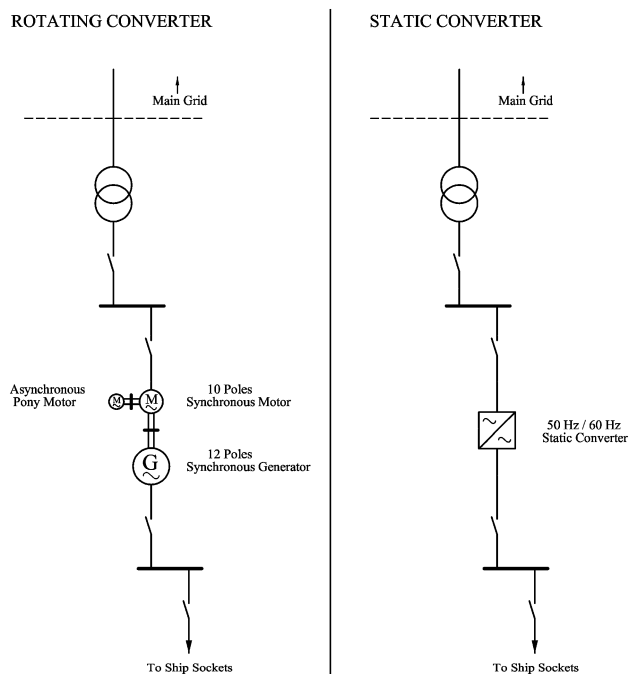 ROTATING CONVERTER
Main Grid
Asynchronous
Pony Motor
M
M
10 Poles
Synchronous Motor
G
12 Poles
Synchronous Generator
To Ship Sockets
STATIC CONVERTER
Main Grid
50 Hz / 60 Hz
Static Converter
To Ship Sockets